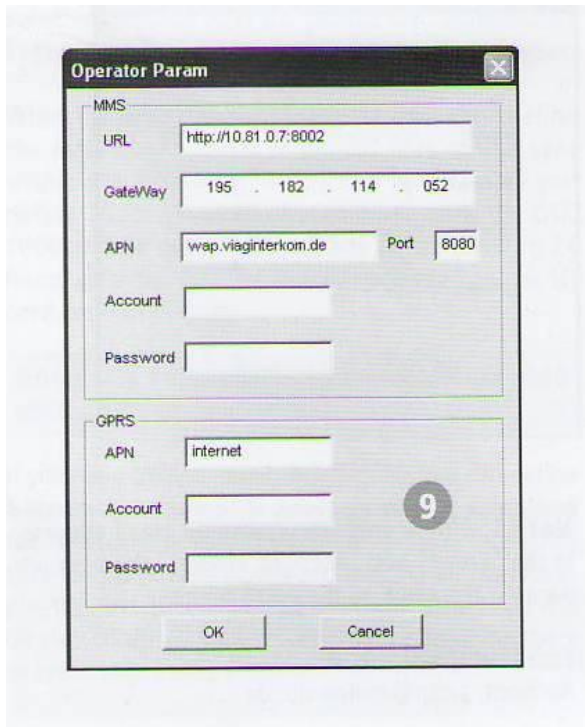 Operator Param
MMS
URL http://10.81.0.7:8002
GateWay 195 . 182 . 114 . 052
APN wap.viaginterkom.de Port 8080
Account
Password
GPRS
APN internet
Account
9
Password
OK Cancel